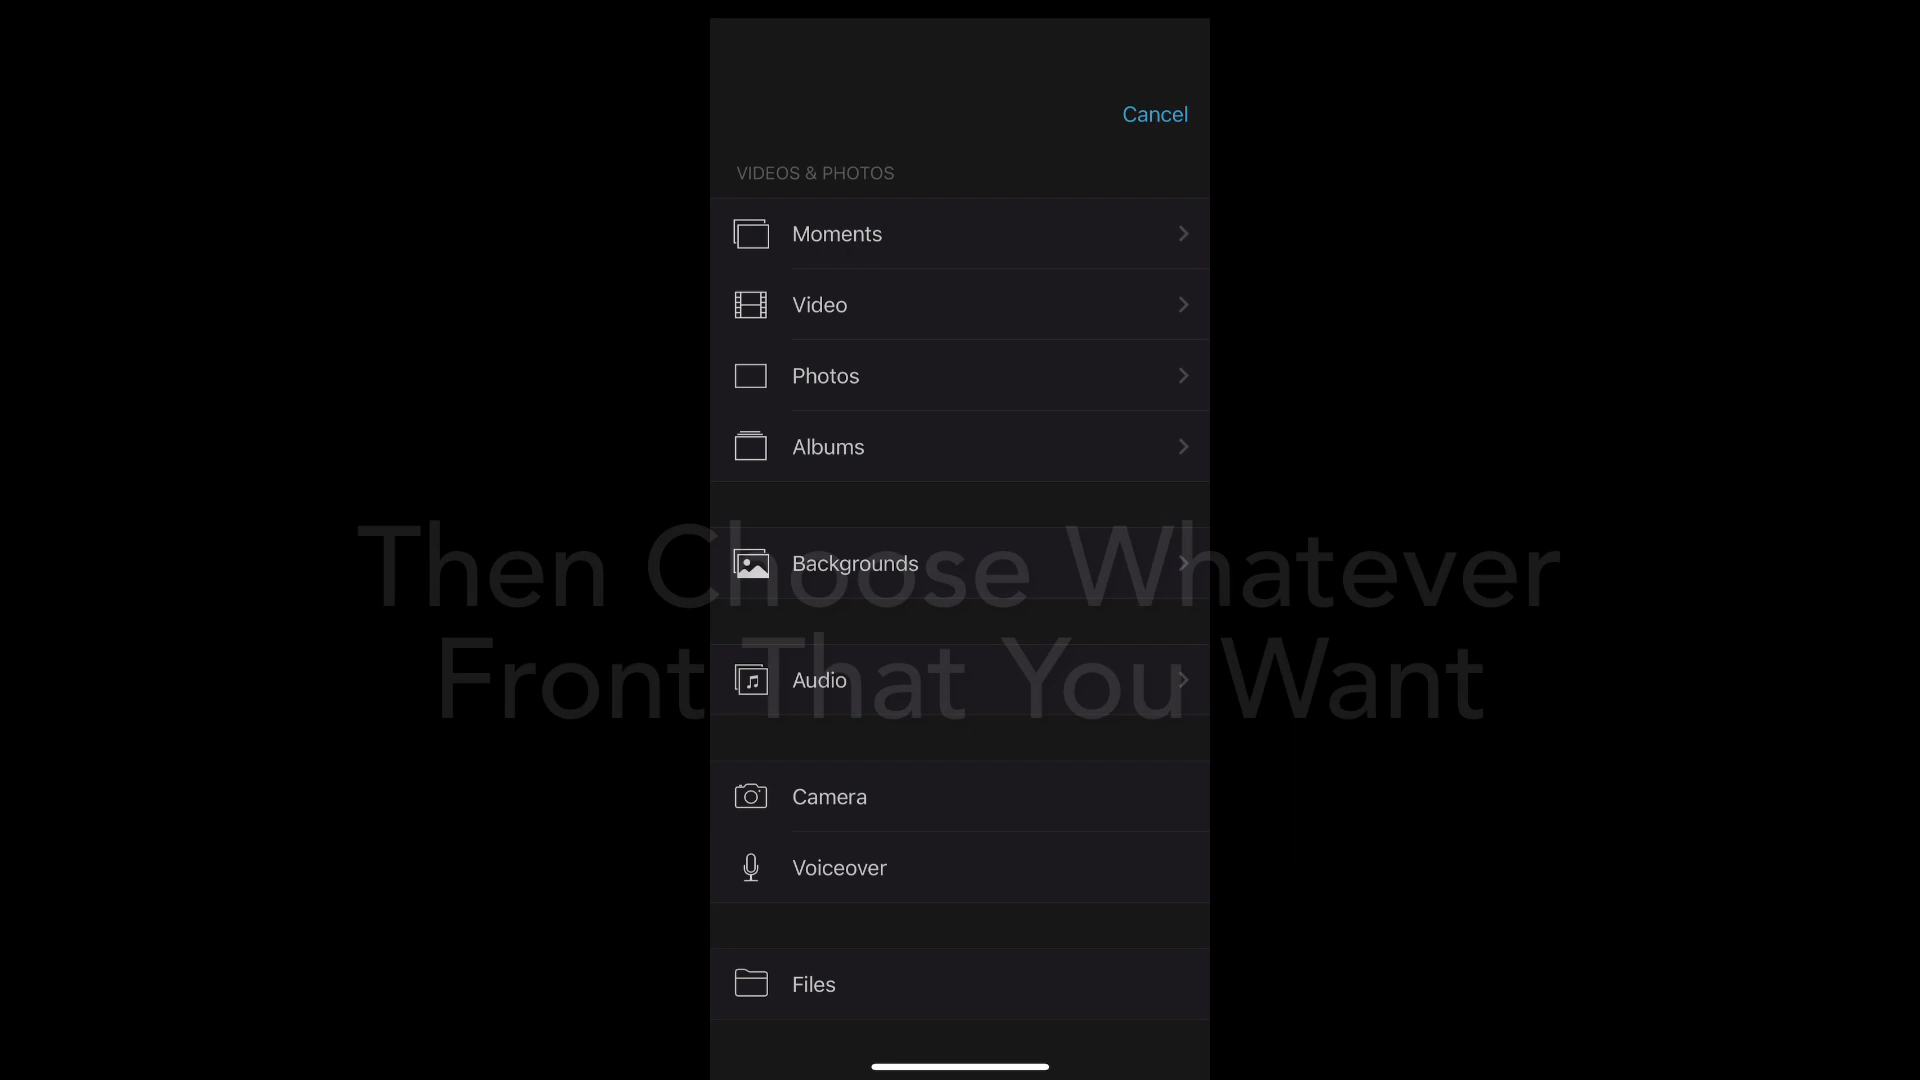 Cancel
VIDEOS & PHOTOS
Moments
Video
Photos
Albums
Then Choose Whatever
Backgrounds
Front That You Want
Audio
Camera
Voiceover
Files